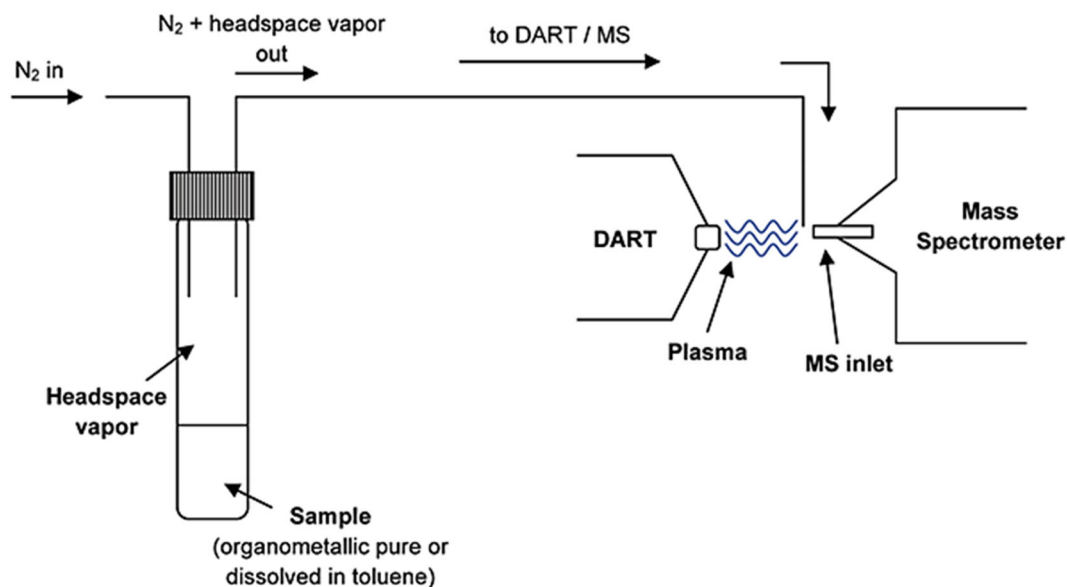 N₂ in
N₂ + headspace vapor
out
to DART / MS
DART
Mass
Spectrometer
Plasma
MS inlet
Headspace
vapor
Sample
(organometallic pure or
dissolved in toluene)